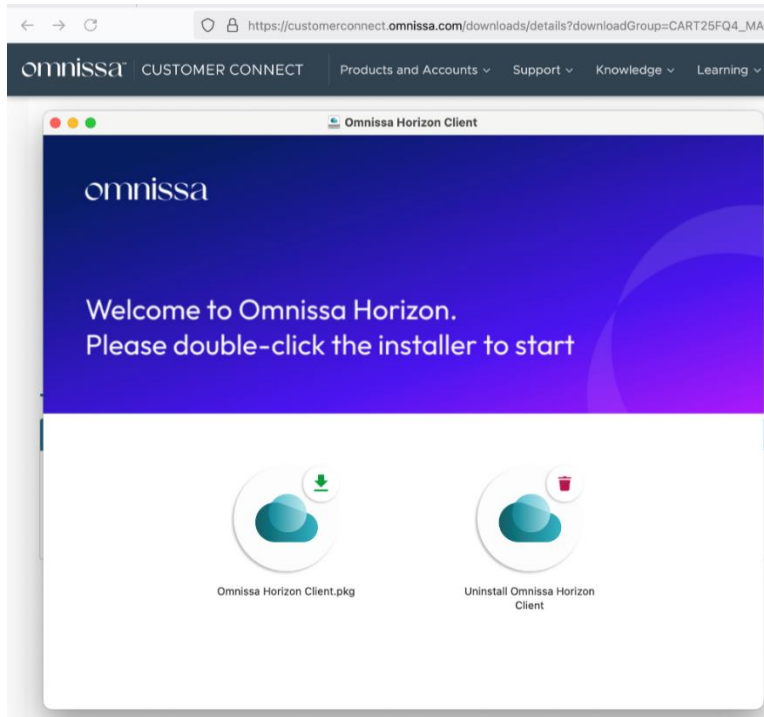 https://customerconnect.omnissa.com/downloads/details?downloadGroup=CART25FQ4_MA
omnissa CUSTOMER CONNECT Products and Accounts Support Knowledge Learning
Omnissa Horizon Client
omnissa
Welcome to Omnissa Horizon.
Please double-click the installer to start
Omnissa Horizon Client.pkg
Uninstall Omnissa Horizon
Client